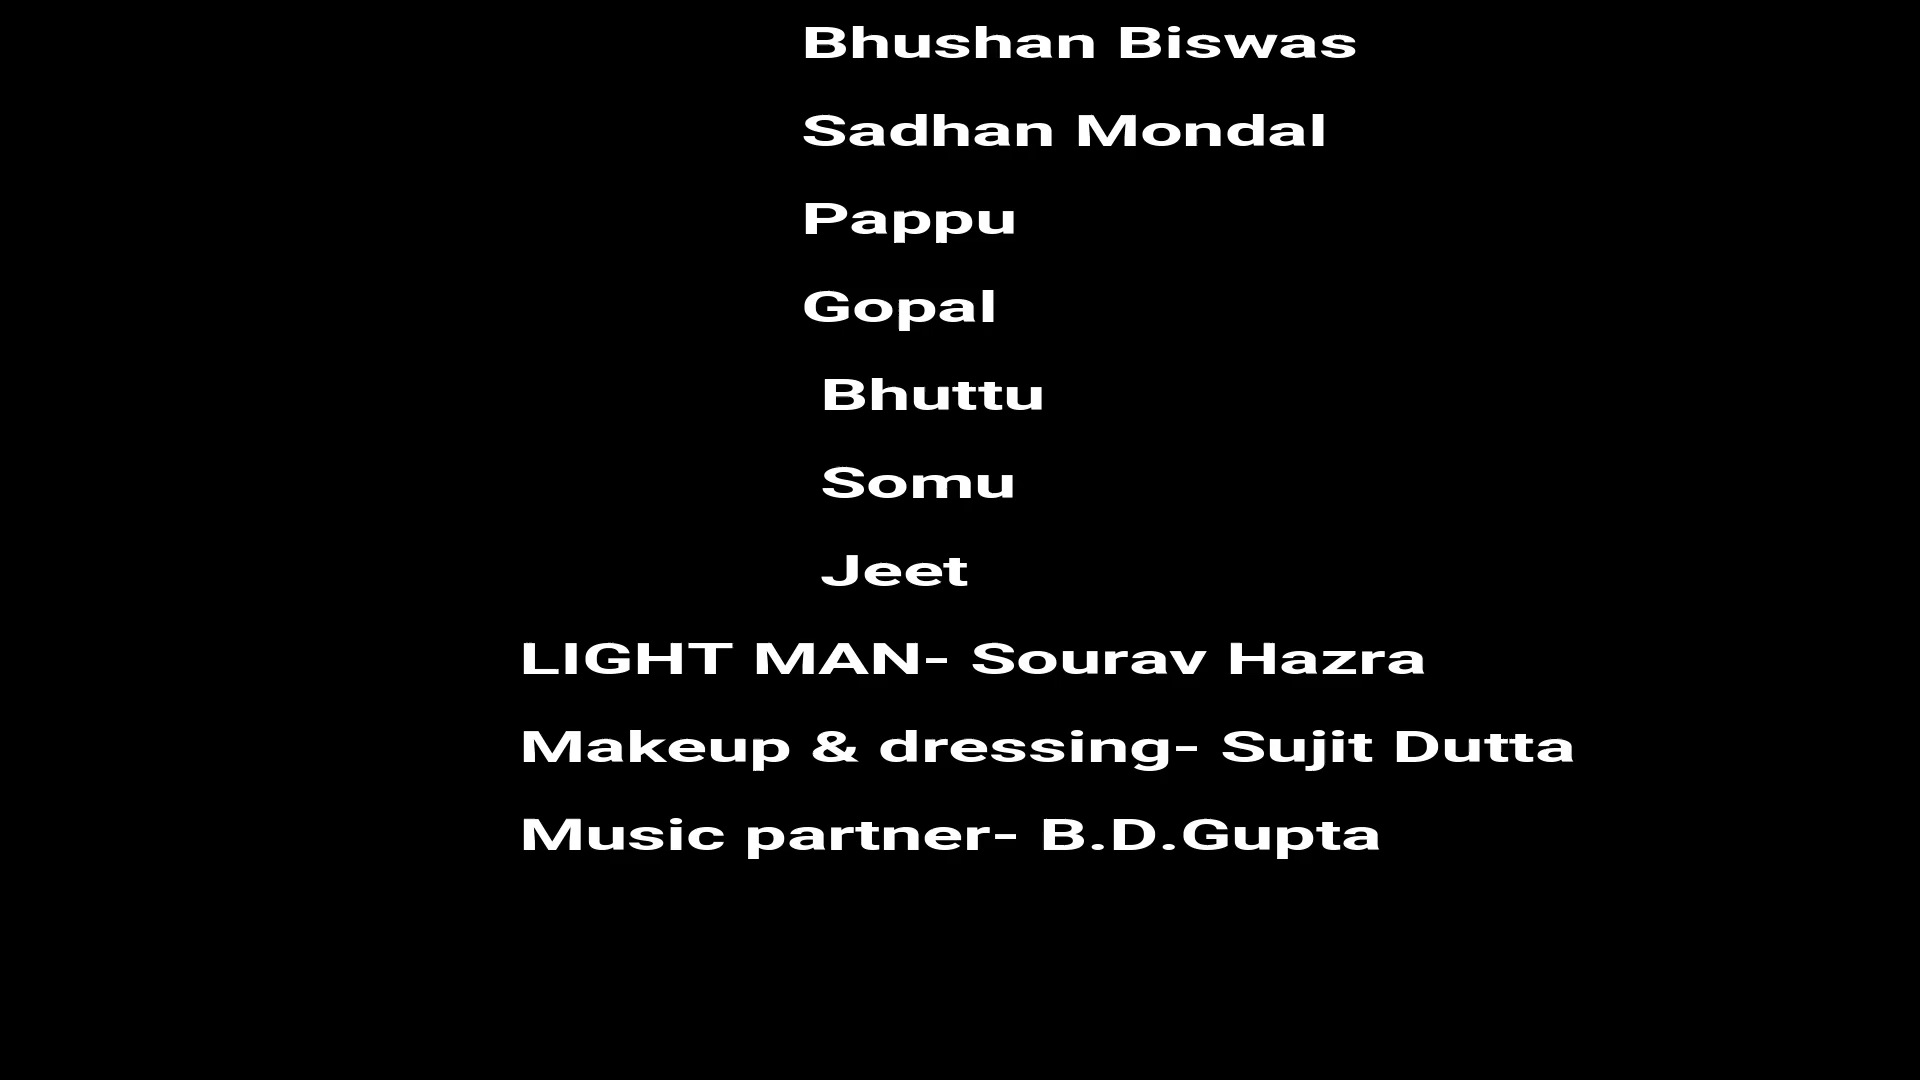 Bhushan Biswas
Sadhan Mondal
Pappu
Gopal
Bhuttu
Somu
Jeet
LIGHT MAN- Sourav Hazra
Makeup & dressing- Sujit Dutta
Music partner- B.D.Gupta